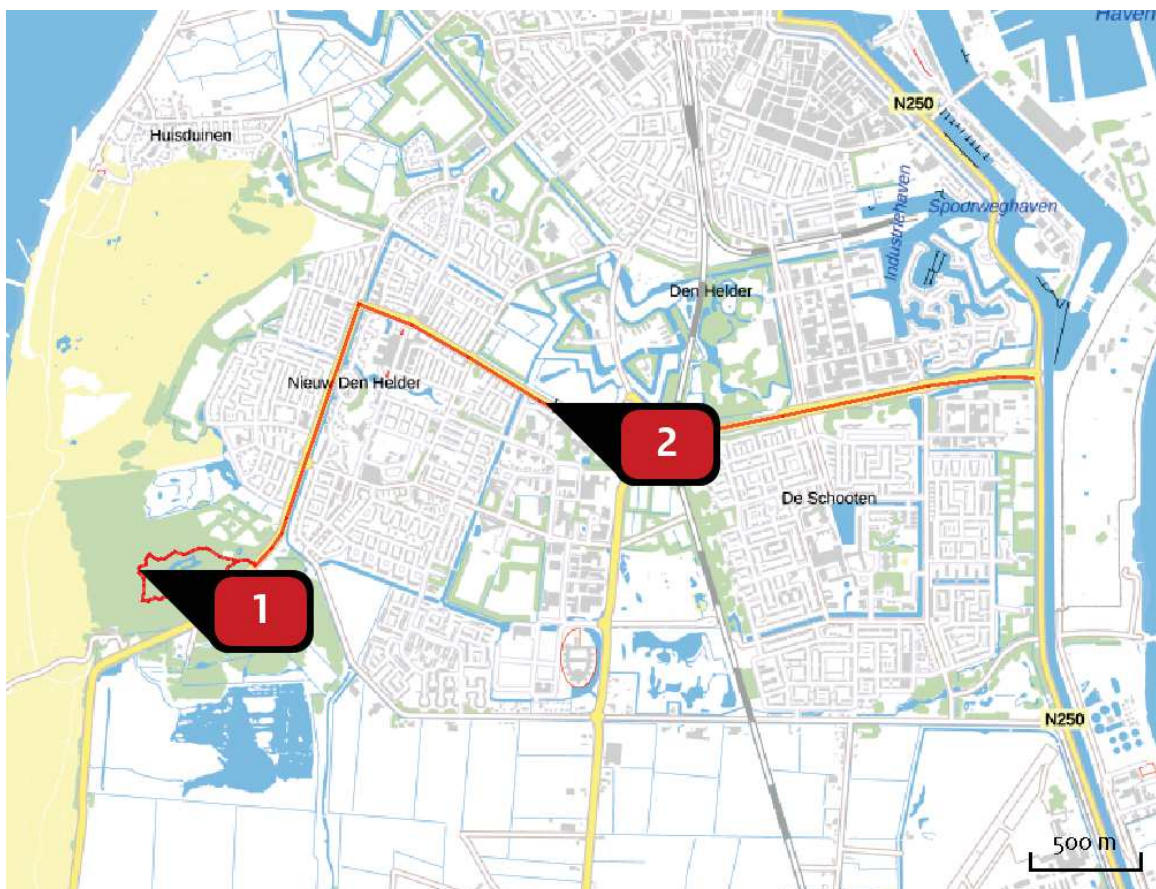 Haven
N250
Huisduinen
Industriehaven
Spoorweghaven
Den Helder
Nieuw Den Helder
2
De Schooten
1
N250
500 m